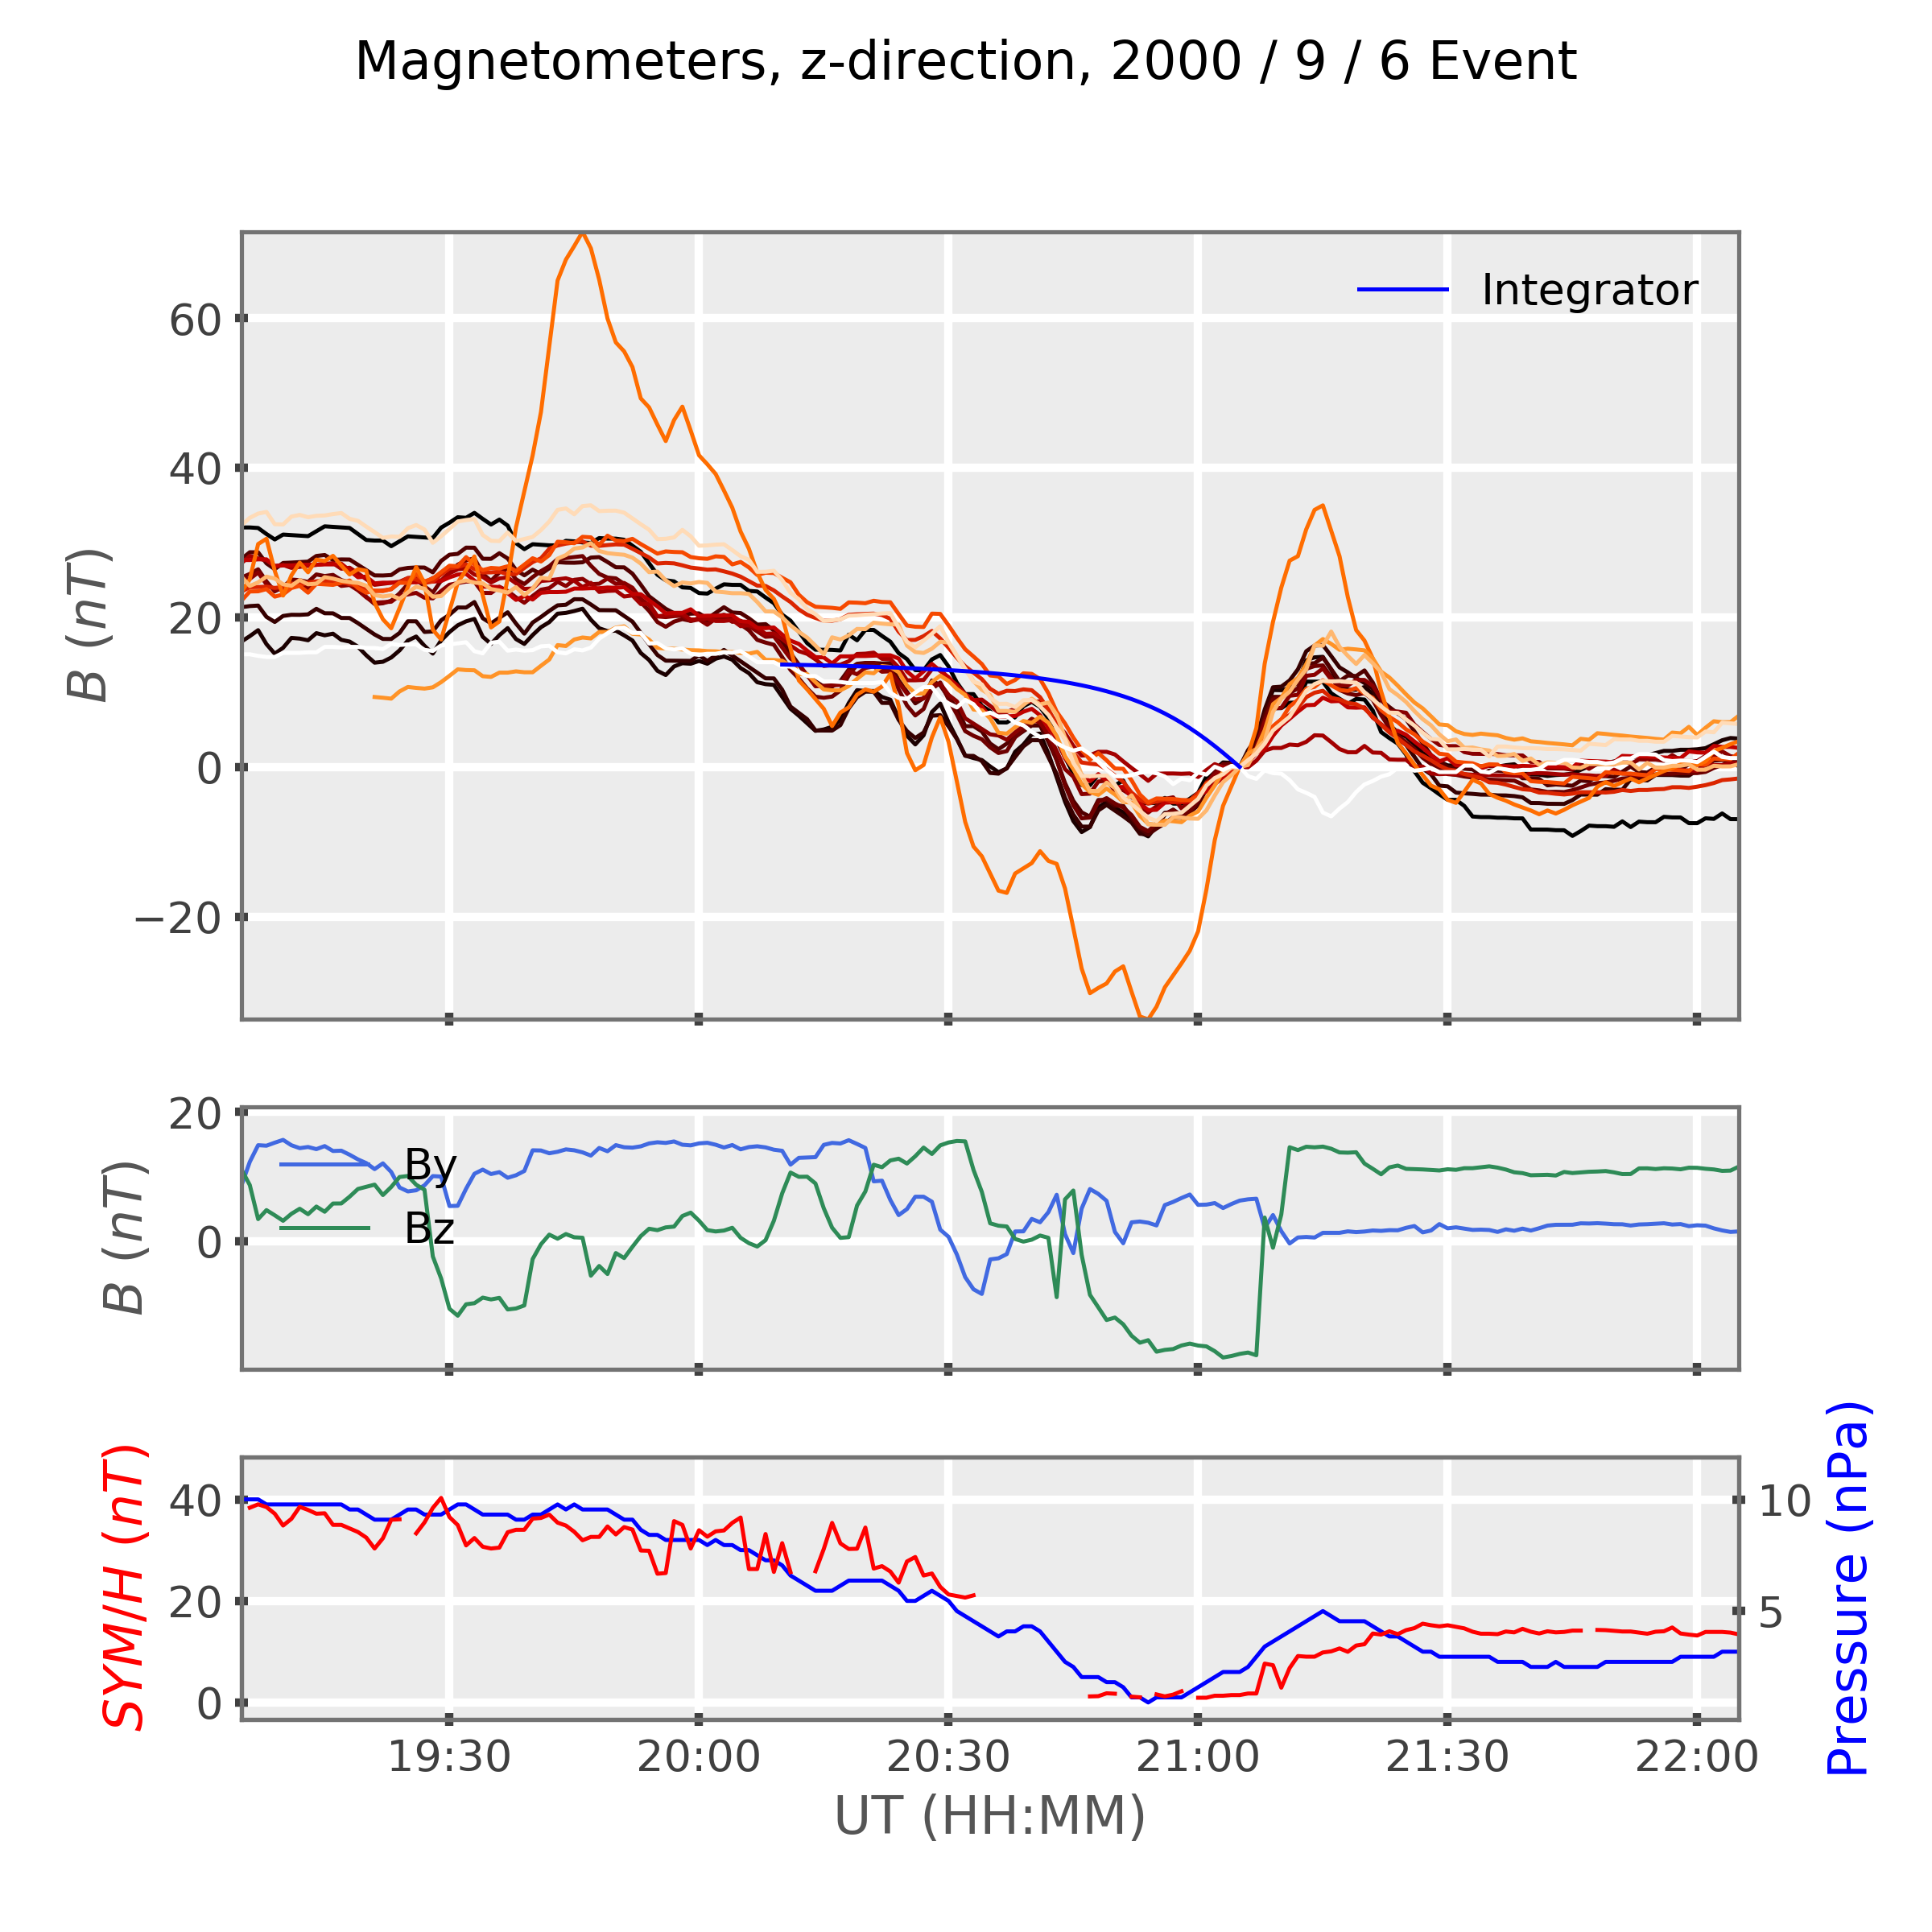 Magnetometers, z-direction, 2000 / 9 / 6 Event
B (nT)
60
40
20
0
−20
Integrator
B (nT)
20
0
By
Bz
SYM/H (nT)
40
20
0
10
5
Pressure (nPa)
19:30 20:00 20:30 21:00 21:30 22:00
UT (HH:MM)